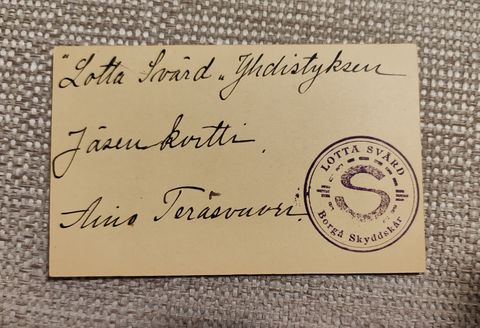 "Lotta Svärd„ Yhdistyksen
Jäsenkortti.
Aino Teräsvuori.
LOTTA SVÄRD
S
Borgå Skyddskår